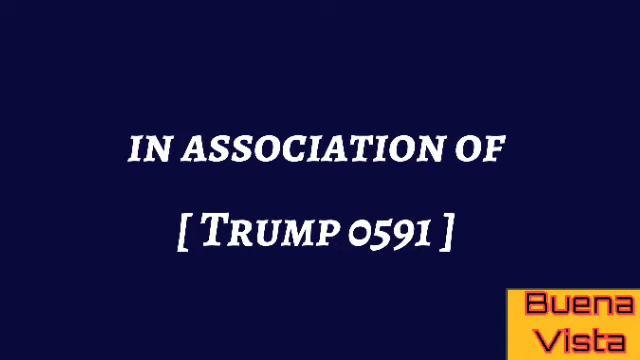 IN ASSOCIATION OF
[ TRUMP 0591 ]
Buena
Vista